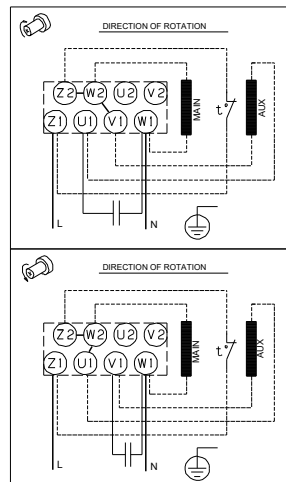 DIRECTION OF ROTATION
Z2 W2 U2 V2
Z1 U1 V1 W1
MAIN
t°
AUX
L
N
DIRECTION OF ROTATION
Z2 W2 U2 V2
Z1 U1 V1 W1
MAIN
t°
AUX
L
N